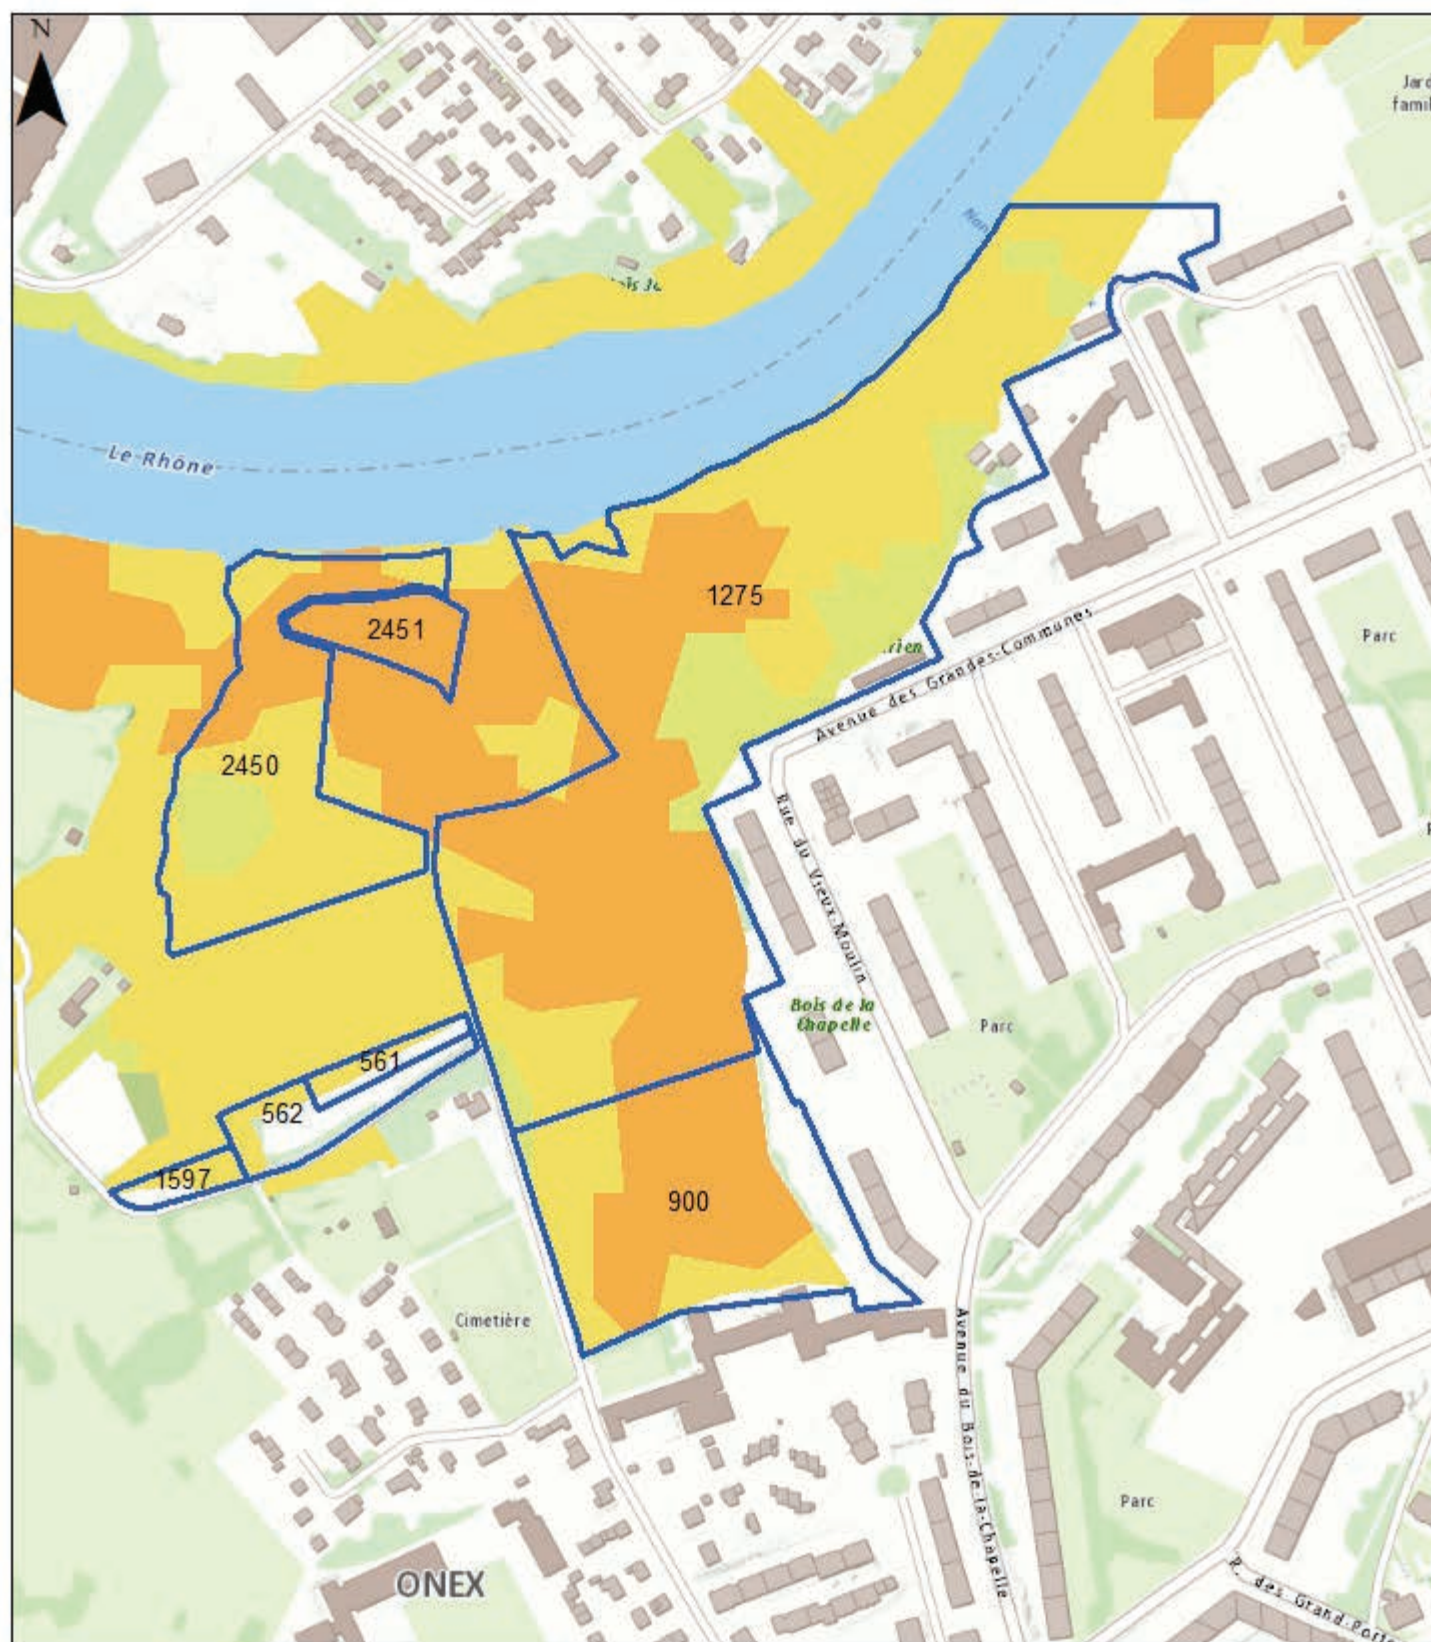 N
Le Rhône
1275
2451
2450
Avenue des Grandes-Communes
Parc
Rue du Vieux-Moulin
Bois de la
Chapelle
Parc
561
562
1597
900
Cimetière
Avenue du Bois-de-la-Chapelle
Parc
ONEX